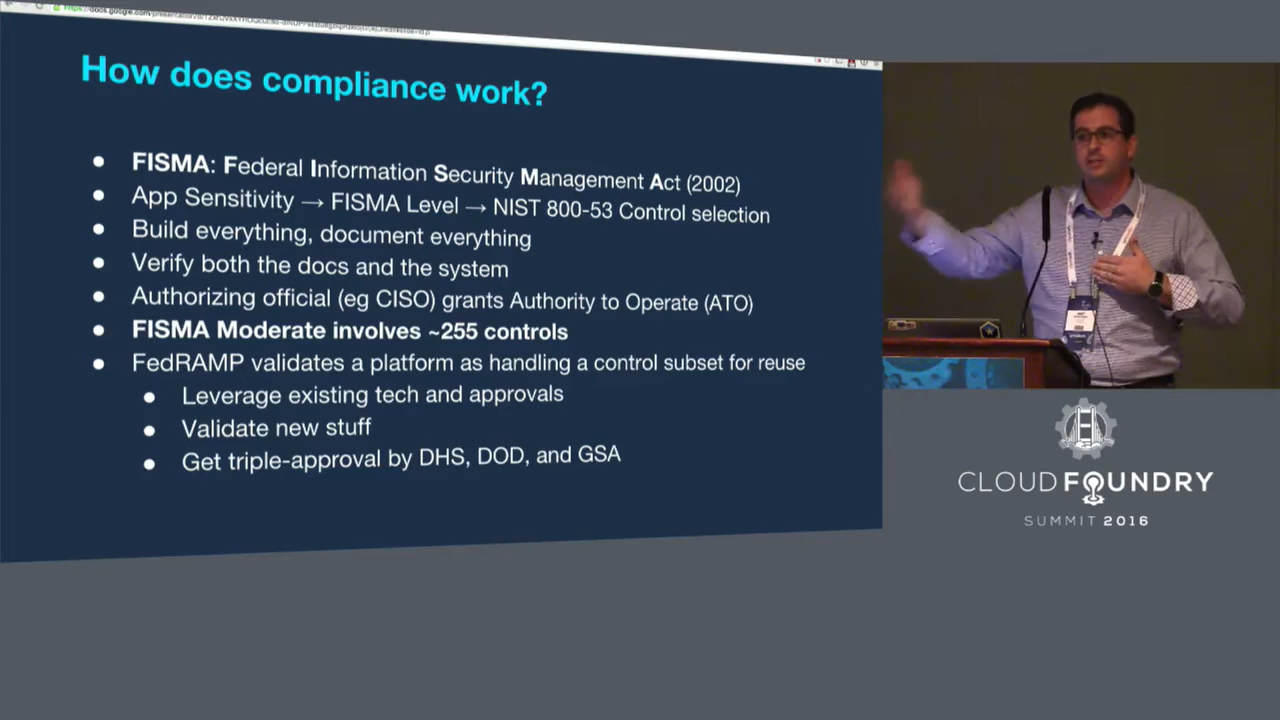 How does compliance work?
● FISMA: Federal Information Security Management Act (2002)
● App Sensitivity → FISMA Level → NIST 800-53 Control selection
● Build everything, document everything
● Verify both the docs and the system
● Authorizing official (eg CISO) grants Authority to Operate (ATO)
● FISMA Moderate involves ~255 controls
● FedRAMP validates a platform as handling a control subset for reuse
● Leverage existing tech and approvals
● Validate new stuff
● Get triple-approval by DHS, DOD, and GSA
CLOUD FOUNDRY
SUMMIT 2016